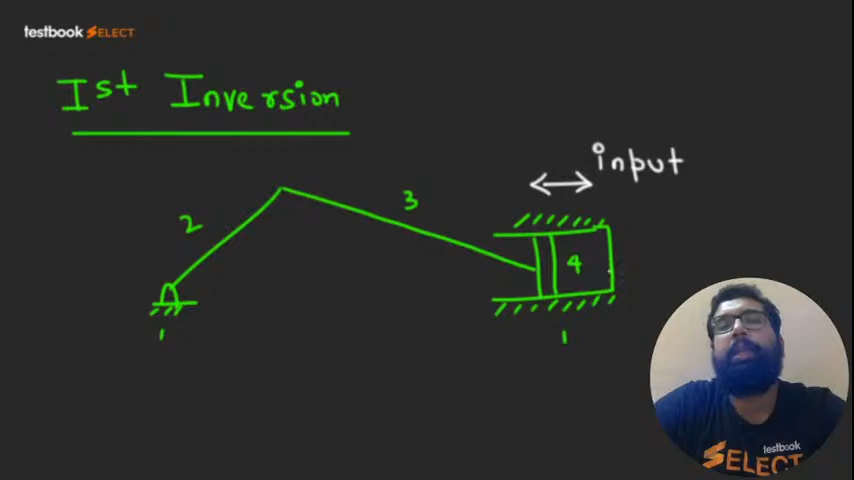 testbook SELECT
Ist Inversion
input
2
3
4
1
1
testbook
SELECT